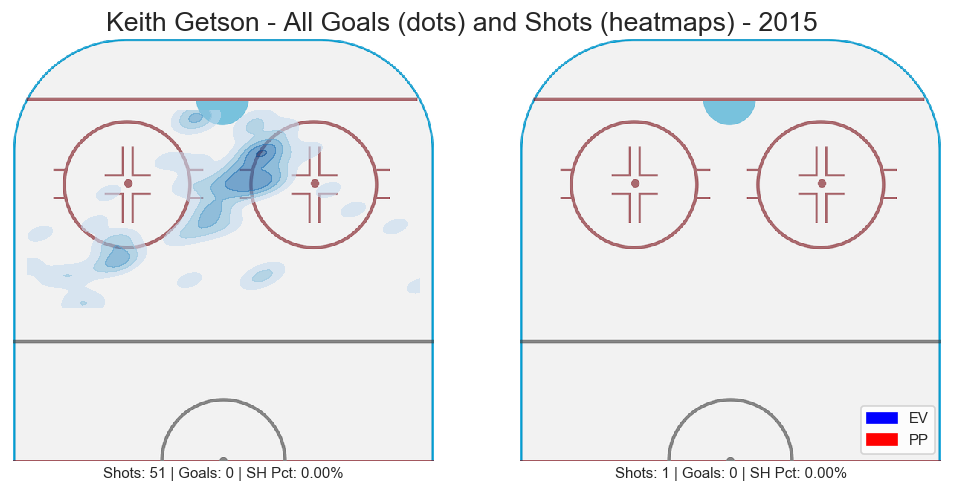 Keith Getson - All Goals (dots) and Shots (heatmaps) - 2015
EV
PP
Shots: 51 | Goals: 0 | SH Pct: 0.00%
Shots: 1 | Goals: 0 | SH Pct: 0.00%